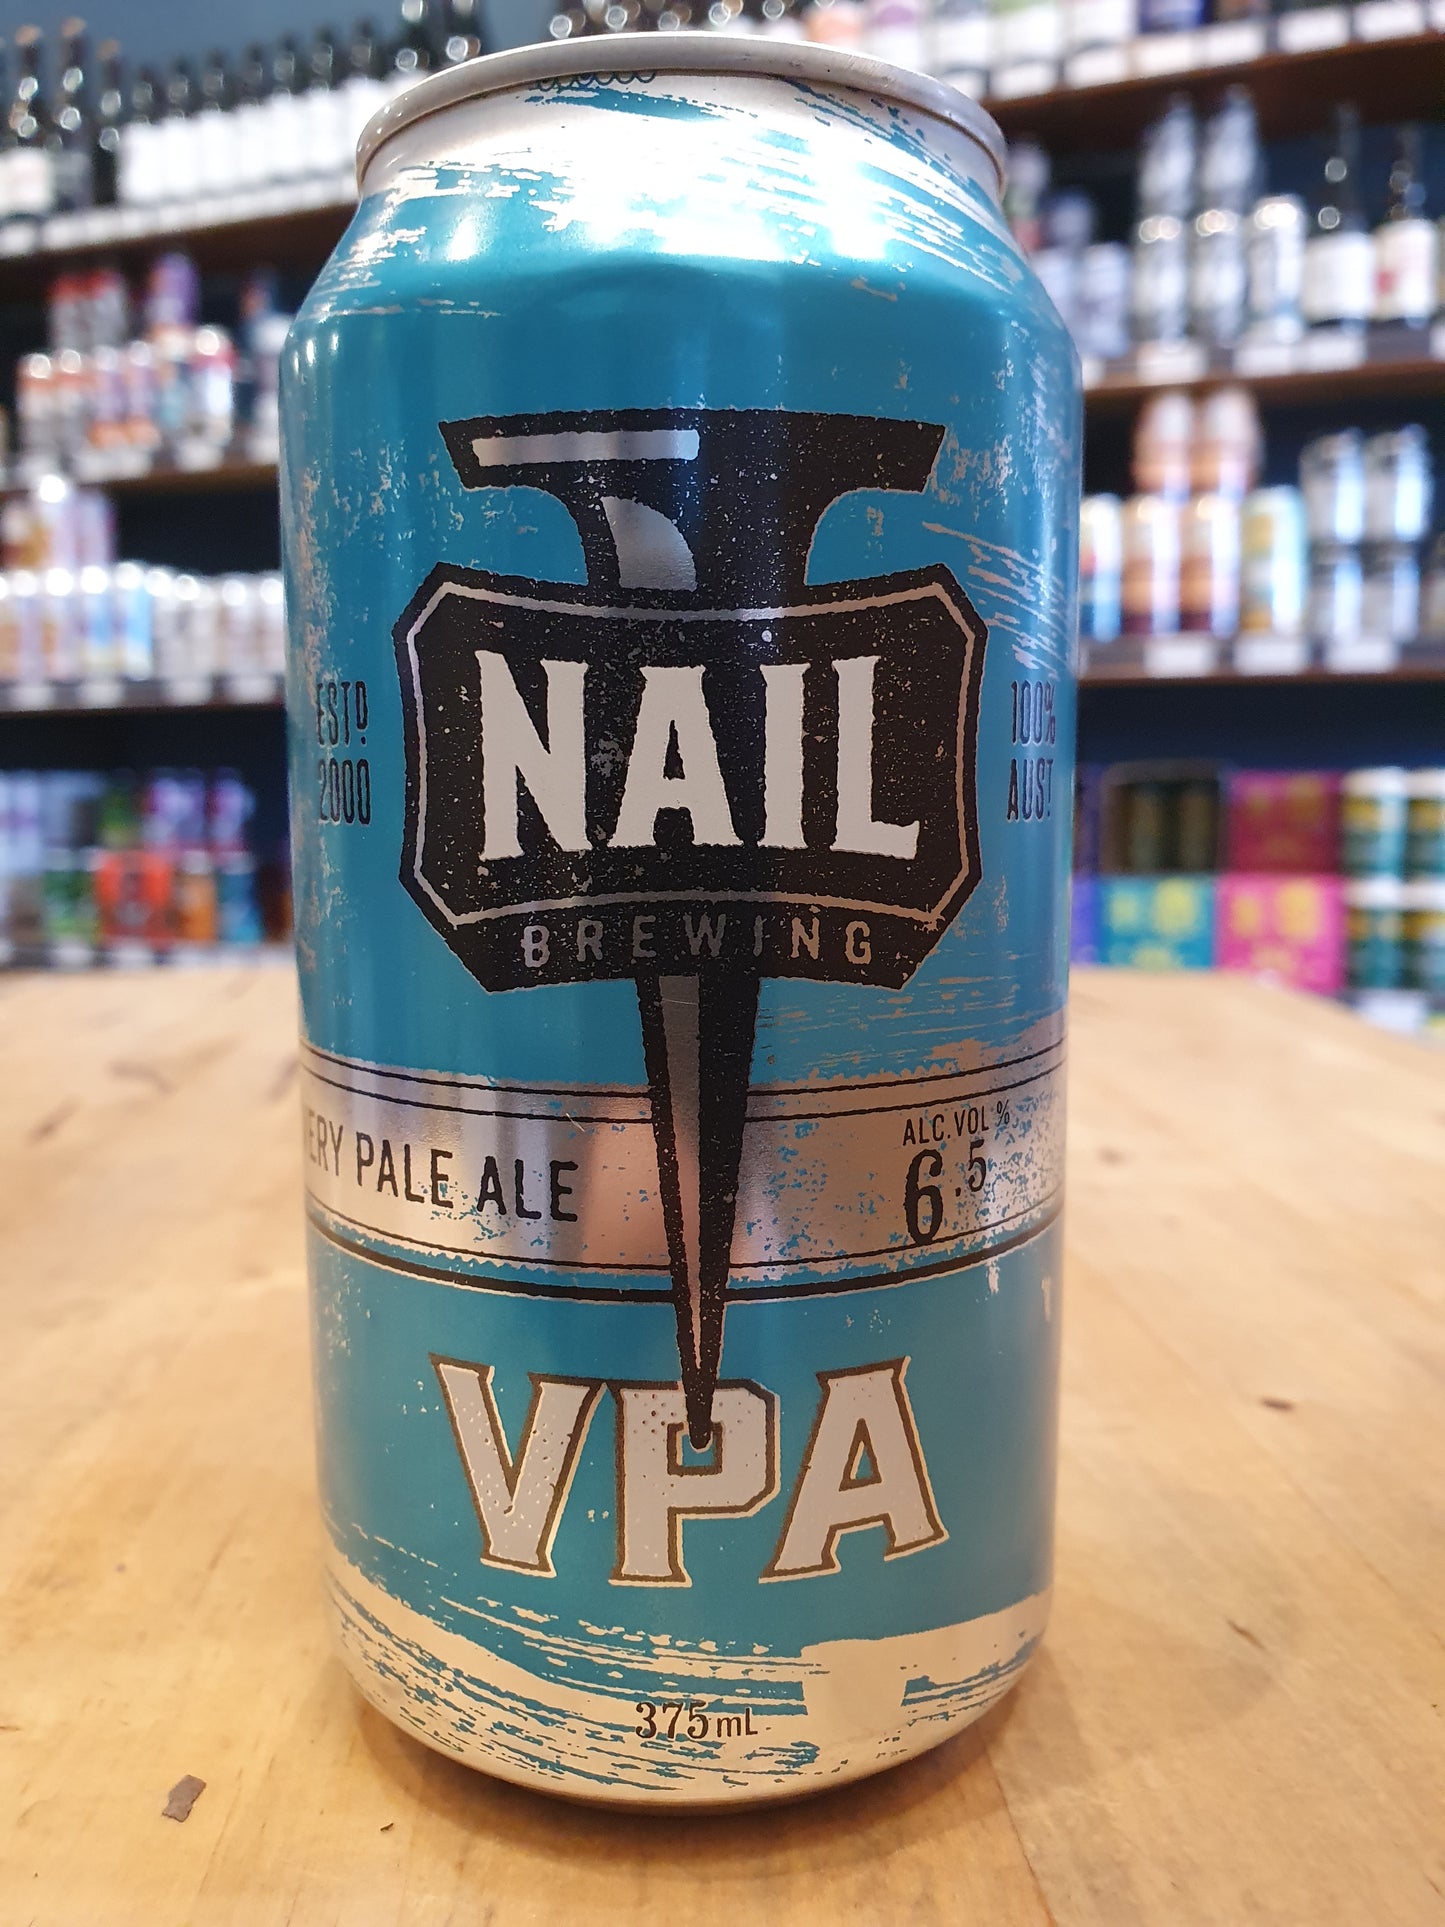 ESTD
2000
100%
AUST
NAIL
BREWING
ERY PALE ALE
ALC.VOL %
6.5
VPA
375mL